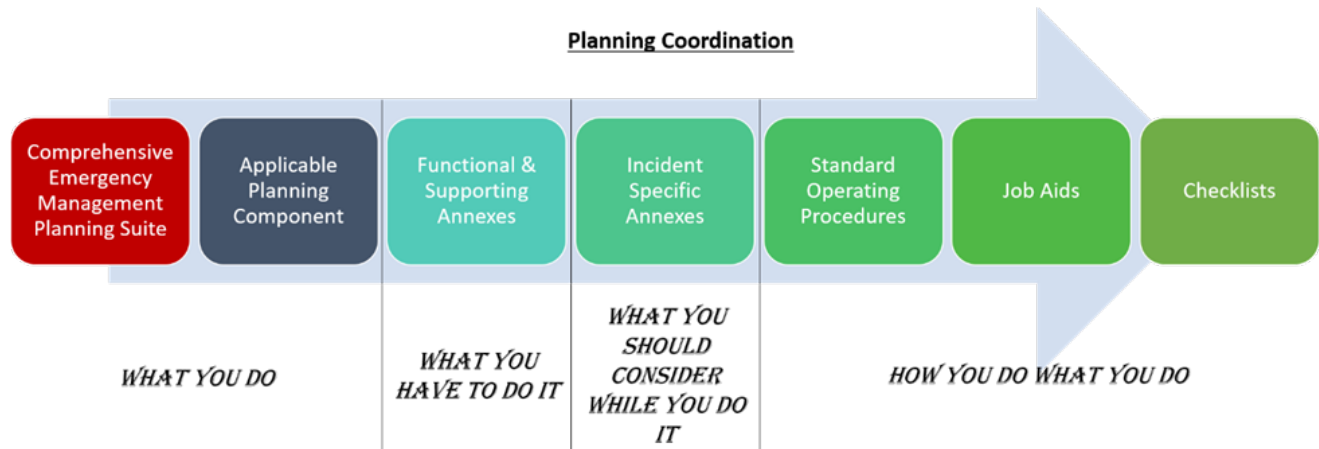 Planning Coordination
Comprehensive
Emergency
Management
Planning Suite
Applicable
Planning
Component
Functional &
Supporting
Annexes
Incident
Specific
Annexes
Standard
Operating
Procedures
Job Aids
Checklists
WHAT YOU DO
WHAT YOU
HAVE TO DO IT
WHAT YOU
SHOULD
CONSIDER
WHILE YOU DO
IT
HOW YOU DO WHAT YOU DO